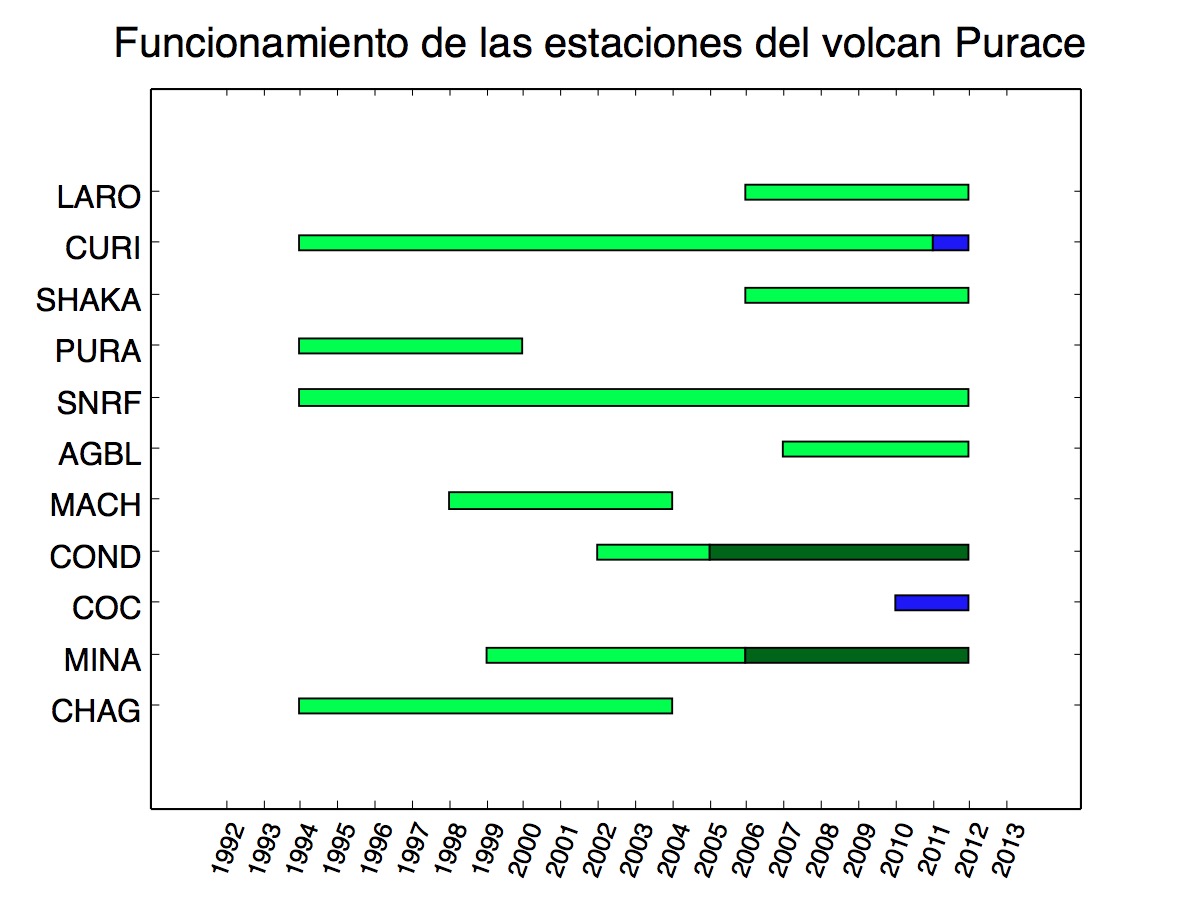 Funcionamiento de las estaciones del volcan Purace
LARO
CURI
SHAKA
PURA
SNRF
AGBL
MACH
COND
COC
MINA
CHAG
1992 1993 1994 1995 1996 1997 1998 1999 2000 2001 2002 2003 2004 2005 2006 2007 2008 2009 2010 2011 2012 2013